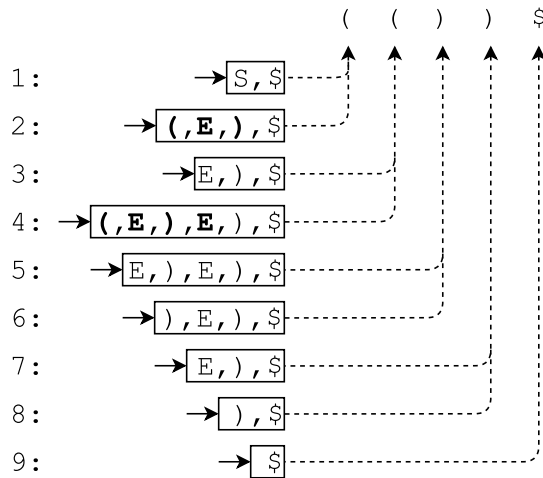 ( ( ) ) $
1: S,$
2: (,E,),$
3: E,),$
4: (,E,),E,),$
5: E,),E,),$
6: ),E,),$
7: E,),$
8: ),$
9: $